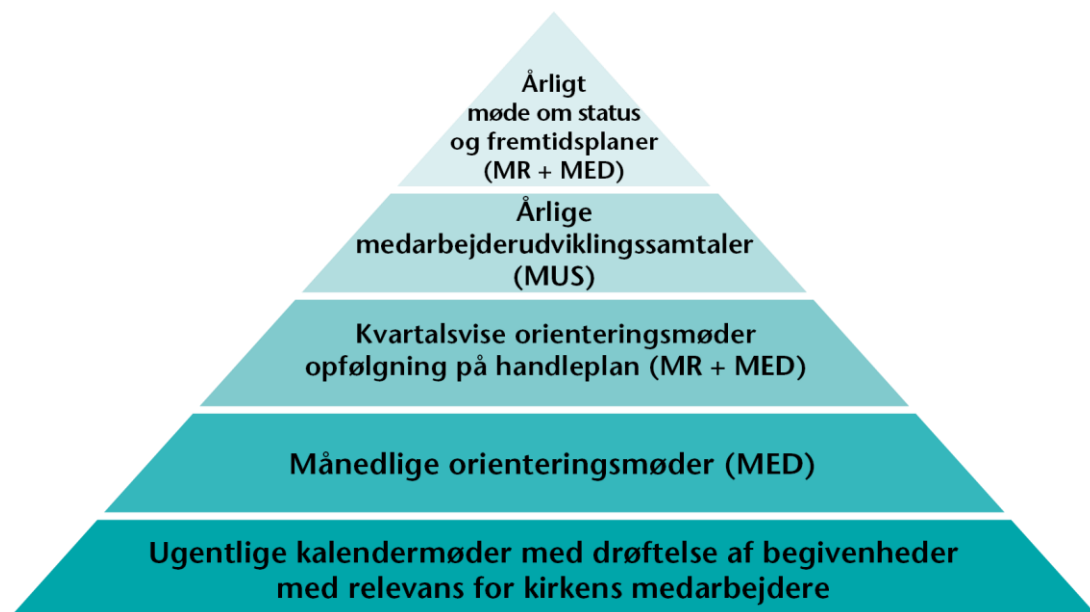 Årligt
møde om status
og fremtidsplaner
(MR + MED)
Årlige
medarbejderudviklingssamtaler
(MUS)
Kvartalsvise orienteringsmøder
opfølgning på handleplan (MR + MED)
Månedlige orienteringsmøder (MED)
Ugentlige kalendermøder med drøftelse af begivenheder
med relevans for kirkens medarbejdere